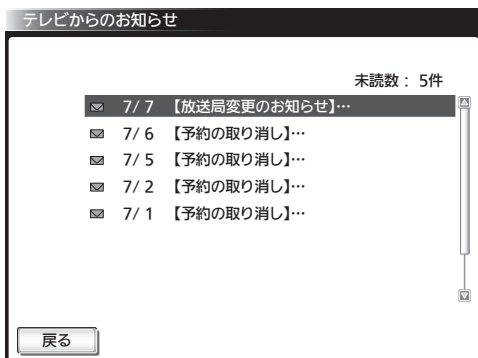 テレビからのお知らせ
未読数： 5件
7/ 7 【放送局変更のお知らせ】…
7/ 6 【予約の取り消し】…
7/ 5 【予約の取り消し】…
7/ 2 【予約の取り消し】…
7/ 1 【予約の取り消し】…
戻る